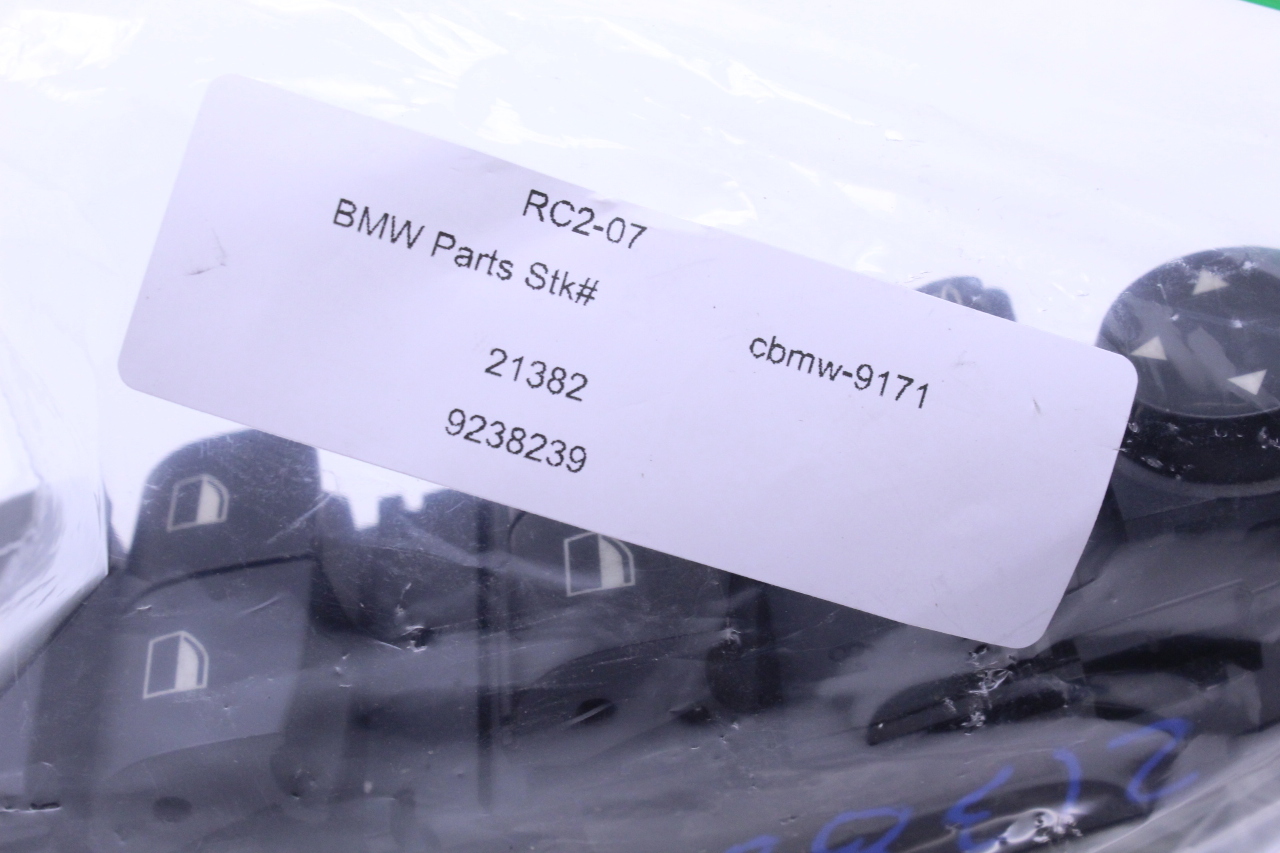 RC2-07
BMW Parts Stk#
cbmw-9171
21382
9238239